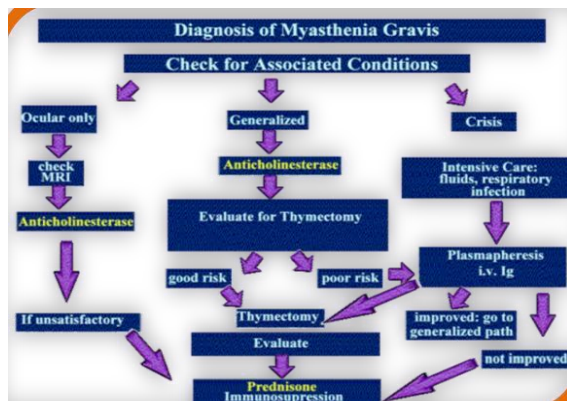 Diagnosis of Myasthenia Gravis
Check for Associated Conditions
Ocular only
Generalized
Crisis
check
MRI
Anticholinesterase
Intensive Care:
fluids, respiratory
infection
Anticholinesterase
Evaluate for Thymectomy
Plasmapheresis
i.v. Ig
good risk
poor risk
If unsatisfactory
Thymectomy
improved: go to
generalized path
Evaluate
not improved
Prednisone
Immunosupression